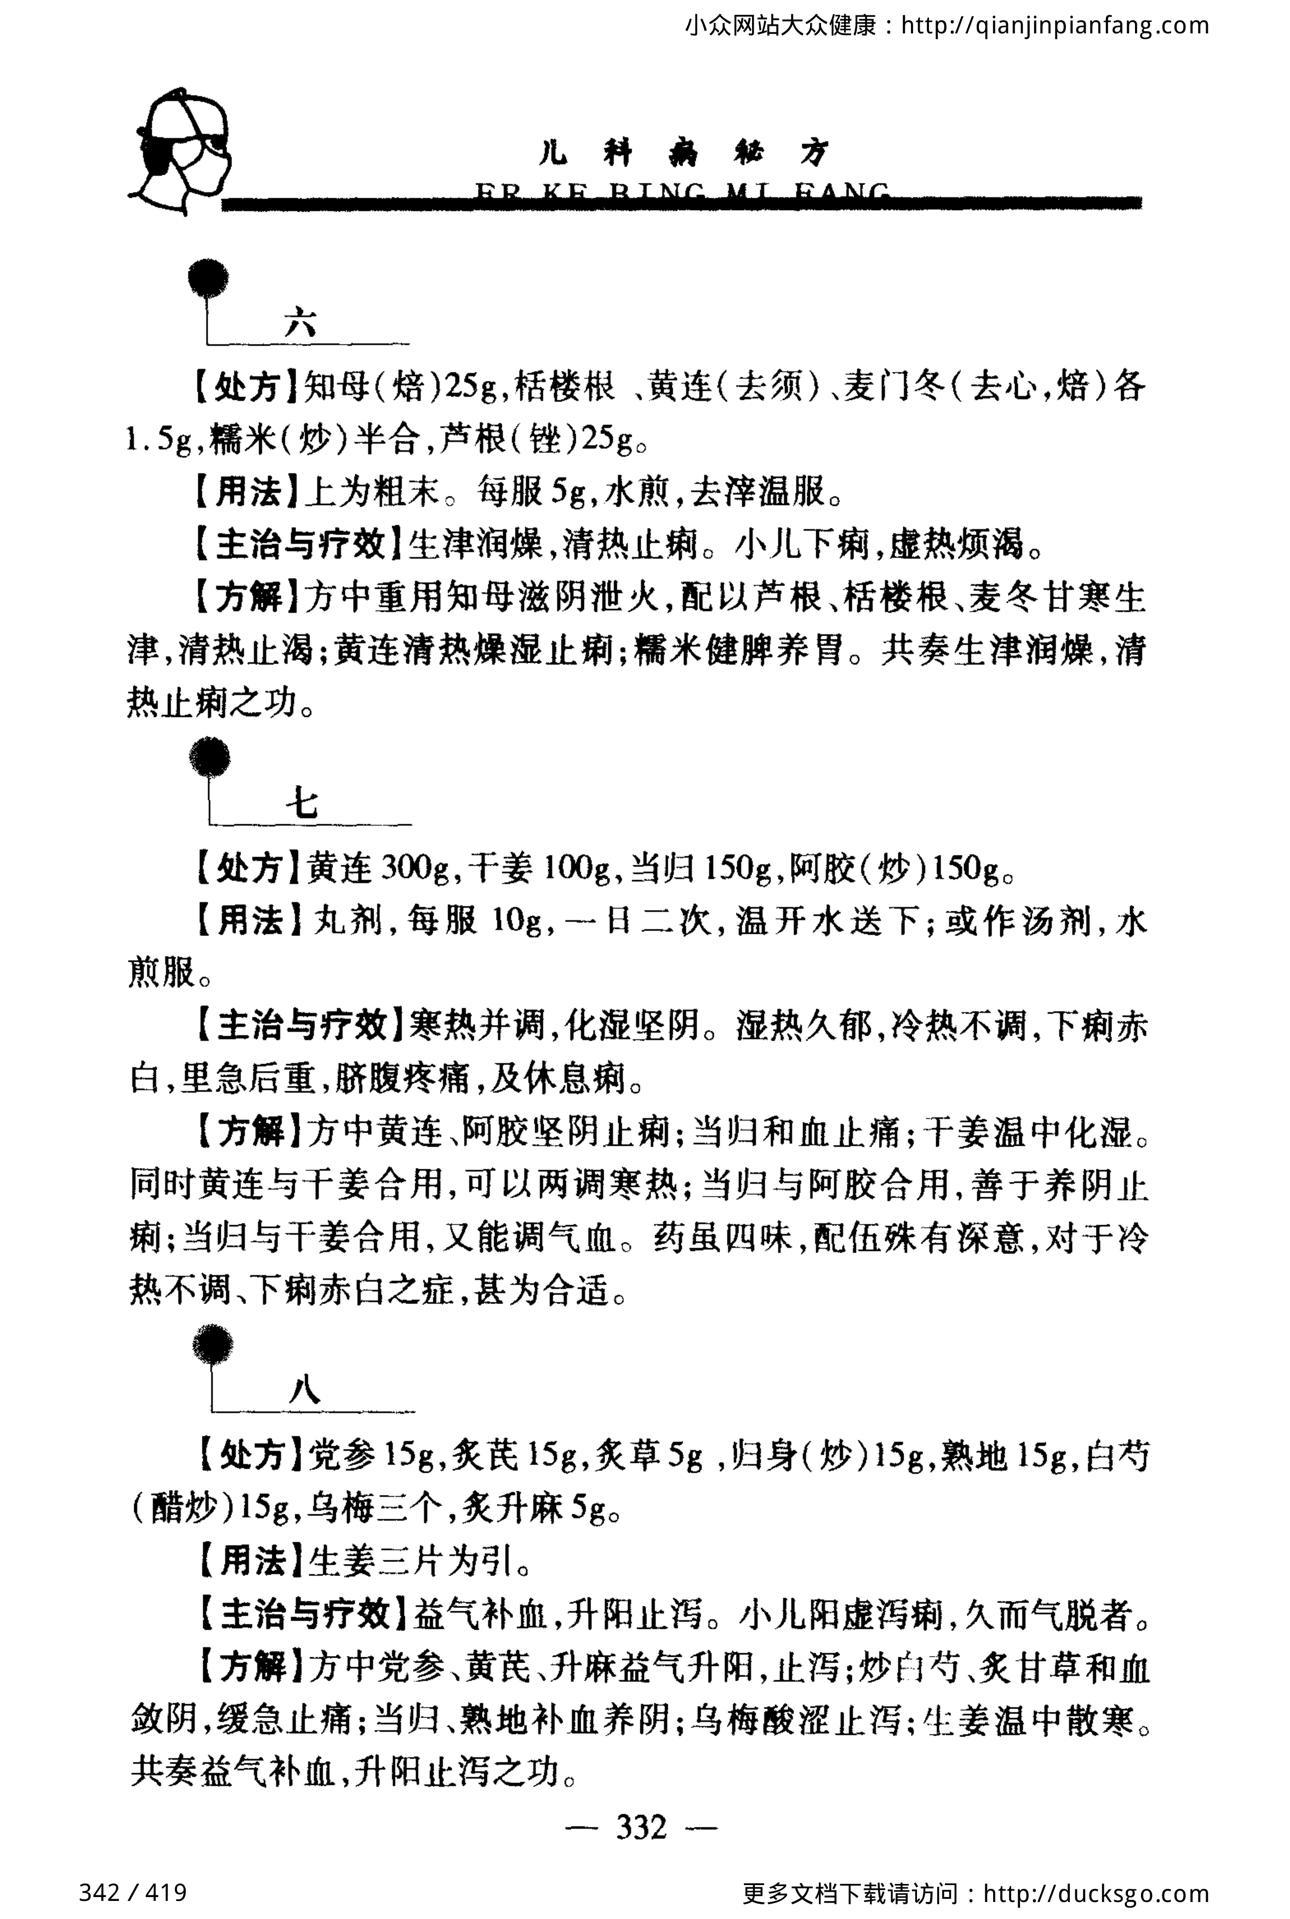 小众网站大众健康：http://qianjinpianfang.com
儿科病秘方
ER KE BING MI FANG
六
【处方】知母(焙)25g,栝楼根 、黄连(去须)、麦门冬(去心,焙)各
1.5g,糯米(炒)半合,芦根(锉)25g。
【用法】上为粗末。每服5g,水煎,去滓温服。
【主治与疗效】生津润燥,清热止痢。小儿下痢,虚热烦渴。
【方解】方中重用知母滋阴泄火,配以芦根、栝楼根、麦冬甘寒生
津,清热止渴;黄连清热燥湿止痢;糯米健脾养胃。共奏生津润燥,清
热止痢之功。
七
【处方】黄连300g,干姜100g,当归150g,阿胶(炒)150g。
【用法】丸剂,每服10g,一日二次,温开水送下;或作汤剂,水
煎服。
【主治与疗效】寒热并调,化湿坚阴。湿热久郁,冷热不调,下痢赤
白,里急后重,脐腹疼痛,及休息痢。
【方解】方中黄连、阿胶坚阴止痢;当归和血止痛;干姜温中化湿。
同时黄连与干姜合用,可以两调寒热;当归与阿胶合用,善于养阴止
痢;当归与干姜合用,又能调气血。药虽四味,配伍殊有深意,对于冷
热不调、下痢赤白之症,甚为合适。
八
【处方】党参15g,炙芪15g,炙草5g ,归身(炒)15g,熟地15g,白芍
(醋炒)15g,乌梅三个,炙升麻5g。
【用法】生姜三片为引。
【主治与疗效】益气补血,升阳止泻。小儿阳虚泻痢,久而气脱者。
【方解】方中党参、黄芪、升麻益气升阳,止泻;炒白芍、炙甘草和血
敛阴,缓急止痛;当归、熟地补血养阴;乌梅酸涩止泻;生姜温中散寒。
共奏益气补血,升阳止泻之功。
— 332 —
342 / 419
更多文档下载请访问：http://ducksgo.com